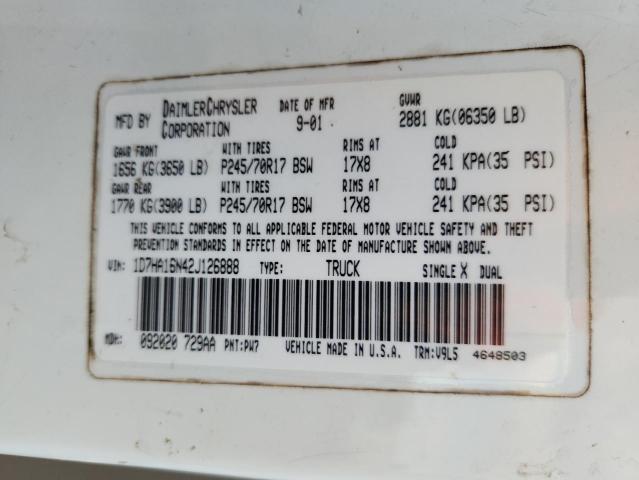 MFD BY DAIMLERCHRYSLER CORPORATION DATE OF MFR 9-01 GVWR 2881 KG(06350 LB)
GAWR FRONT WITH TIRES RIMS AT COLD
1656 KG(3650 LB) P245/70R17 BSW 17X8 241 KPA(35 PSI)
GAWR REAR WITH TIRES RIMS AT COLD
1770 KG(3900 LB) P245/70R17 BSW 17X8 241 KPA(35 PSI)
THIS VEHICLE CONFORMS TO ALL APPLICABLE FEDERAL MOTOR VEHICLE SAFETY AND THEFT
PREVENTION STANDARDS IN EFFECT ON THE DATE OF MANUFACTURE SHOWN ABOVE.
VIN: 1D7HA16N42J126888 TYPE: TRUCK SINGLE X DUAL
MDH: 092020 729AA PNT:PW7 VEHICLE MADE IN U.S.A. TRM:V9L5 4648503